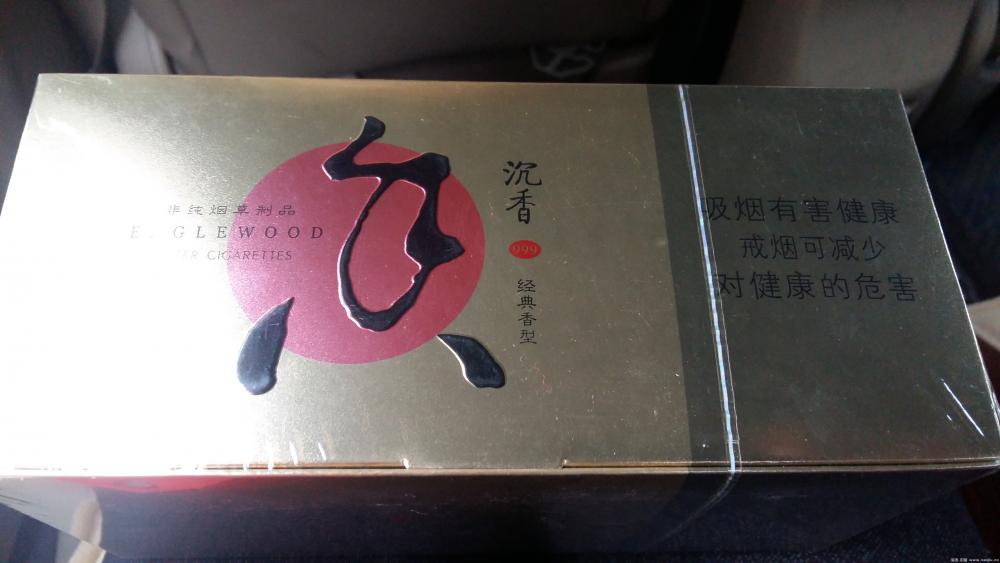 非纯烟草制品
E  GLEWOOD
ER CIGARETTES
沉香
999
经典香型
吸烟有害健康
戒烟可减少
对健康的危害